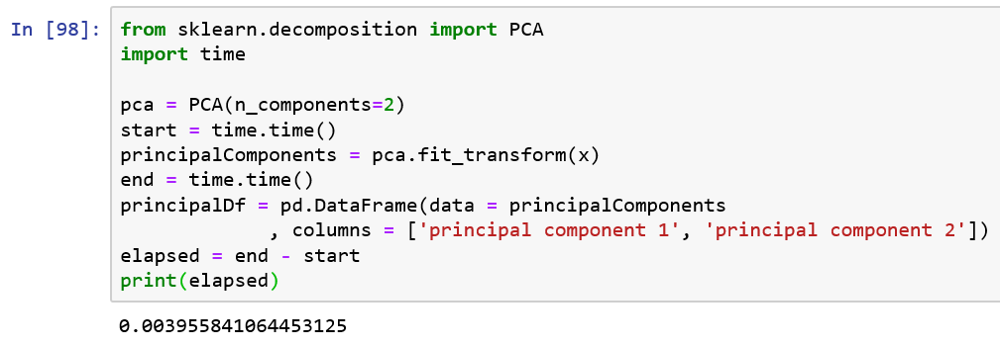 In [98]:
from sklearn.decomposition import PCA
import time
pca = PCA(n_components=2)
start = time.time()
principalComponents = pca.fit_transform(x)
end = time.time()
principalDf = pd.DataFrame(data = principalComponents
, columns = ['principal component 1', 'principal component 2'])
elapsed = end - start
print(elapsed)
0.003955841064453125